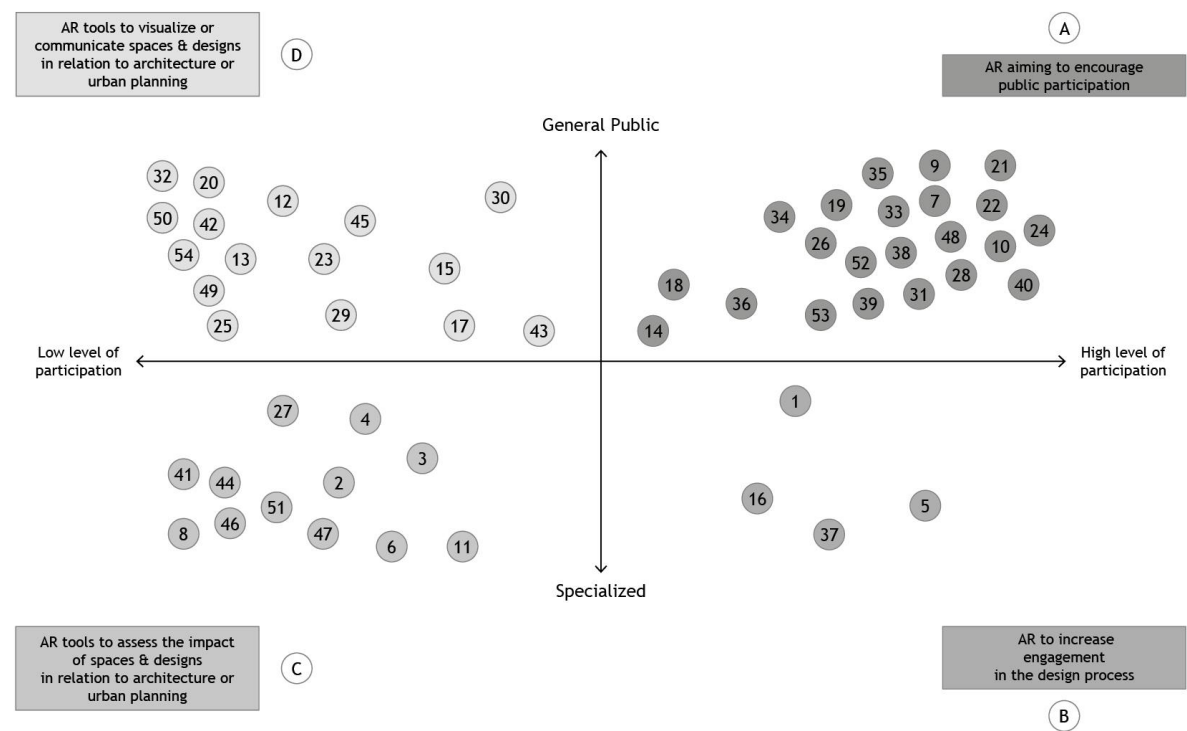 AR tools to visualize or
communicate spaces & designs
in relation to architecture or
urban planning
D
A
AR aiming to encourage
public participation
General Public
32
20
12
30
50
42
45
54
13
23
15
49
25
29
17
43
35
9
21
34
19
33
7
22
26
52
38
48
10
24
18
36
53
39
31
28
40
14
Low level of
participation
High level of
participation
27
4
3
41
44
2
51
8
46
47
6
11
1
16
5
37
Specialized
AR tools to assess the impact
of spaces & designs
in relation to architecture or
urban planning
C
AR to increase
engagement
in the design process
B